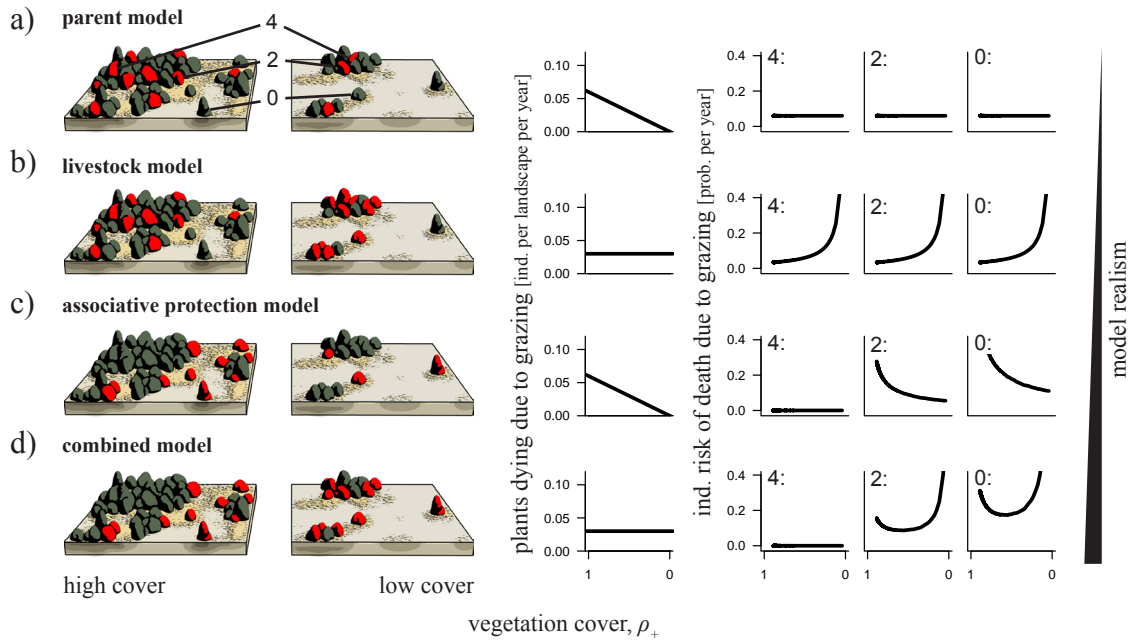 a) parent model
4
2
0
b) livestock model
c) associative protection model
d) combined model
high cover
low cover
vegetation cover, ρ+
plants dying due to grazing [ind. per landscape per year]
0.10
0.05
0.00
0.10
0.05
0.00
0.10
0.05
0.00
0.10
0.05
0.00
1 0
ind. risk of death due to grazing [prob. per year]
0.4
0.2
0.0
4: 2: 0:
0.4
0.2
0.0
4: 2: 0:
0.4
0.2
0.0
4: 2: 0:
0.4
0.2
0.0
4: 2: 0:
1 0 1 0 1 0
model realism